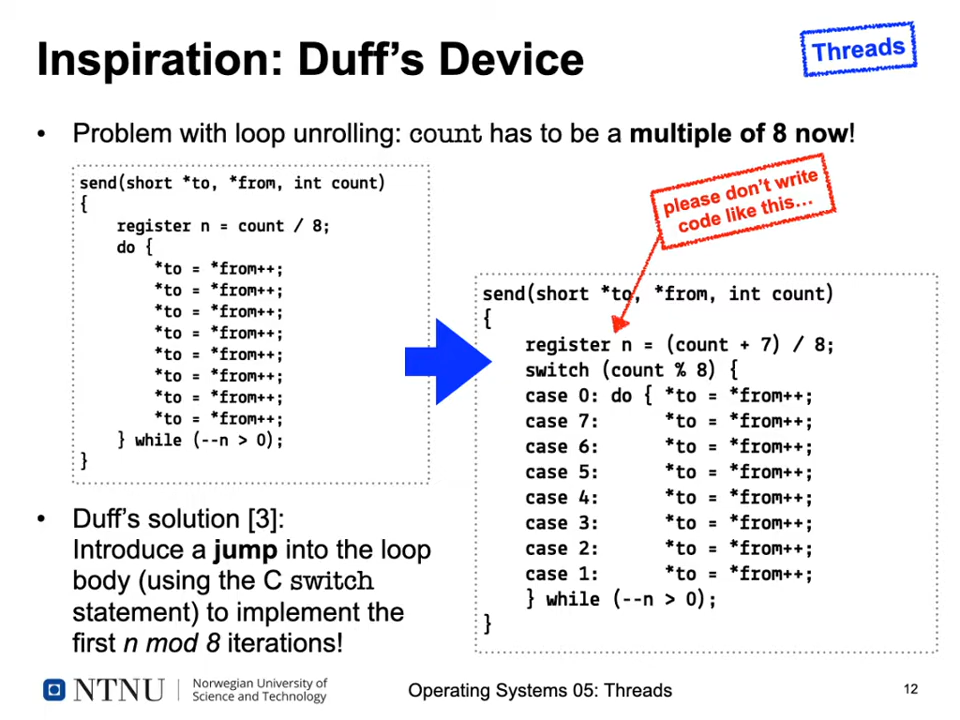 Inspiration: Duff's Device
Threads
• Problem with loop unrolling: count has to be a multiple of 8 now!
send(short *to, *from, int count)
{
register n = count / 8;
do {
*to = *from++;
*to = *from++;
*to = *from++;
*to = *from++;
*to = *from++;
*to = *from++;
*to = *from++;
*to = *from++;
} while (--n > 0);
}
please don't write
code like this…
send(short *to, *from, int count)
{
register n = (count + 7) / 8;
switch (count % 8) {
case 0: do { *to = *from++;
case 7: *to = *from++;
case 6: *to = *from++;
case 5: *to = *from++;
case 4: *to = *from++;
case 3: *to = *from++;
case 2: *to = *from++;
case 1: *to = *from++;
} while (--n > 0);
}
• Duff's solution [3]:
Introduce a jump into the loop
body (using the C switch
statement) to implement the
first n mod 8 iterations!
NTNU
Norwegian University of
Science and Technology
Operating Systems 05: Threads
12